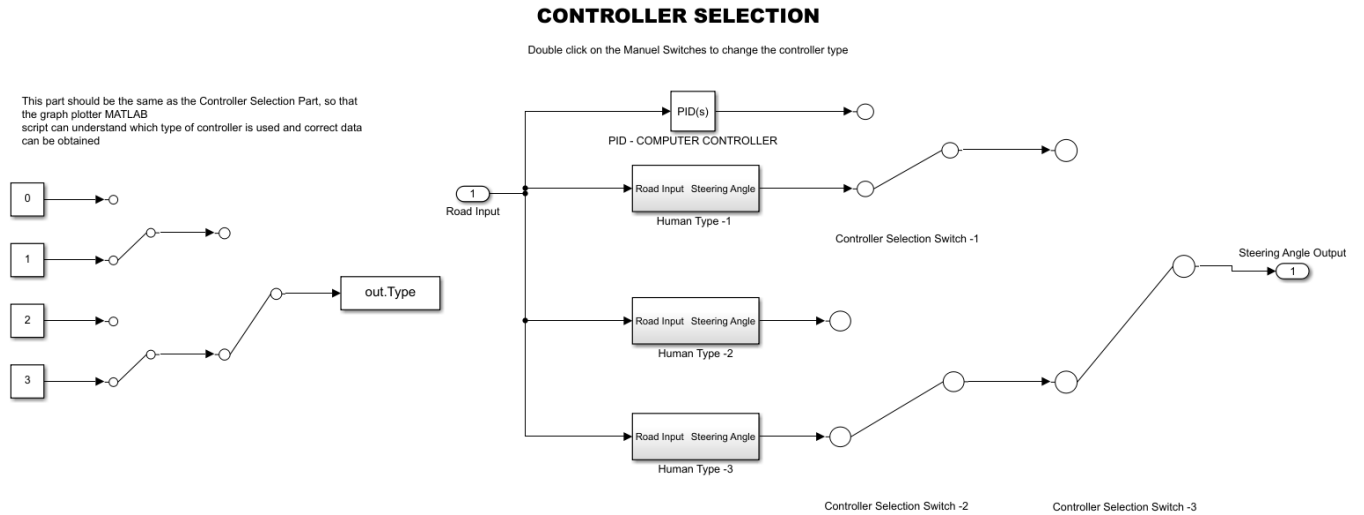 CONTROLLER SELECTION
Double click on the Manuel Switches to change the controller type
This part should be the same as the Controller Selection Part, so that
the graph plotter MATLAB
script can understand which type of controller is used and correct data
can be obtained
0
1
2
3
out.Type
1
Road Input
PID(s)
PID - COMPUTER CONTROLLER
Road Input Steering Angle
Human Type -1
Controller Selection Switch -1
Road Input Steering Angle
Human Type -2
Road Input Steering Angle
Human Type -3
Controller Selection Switch -2
Controller Selection Switch -3
Steering Angle Output
1